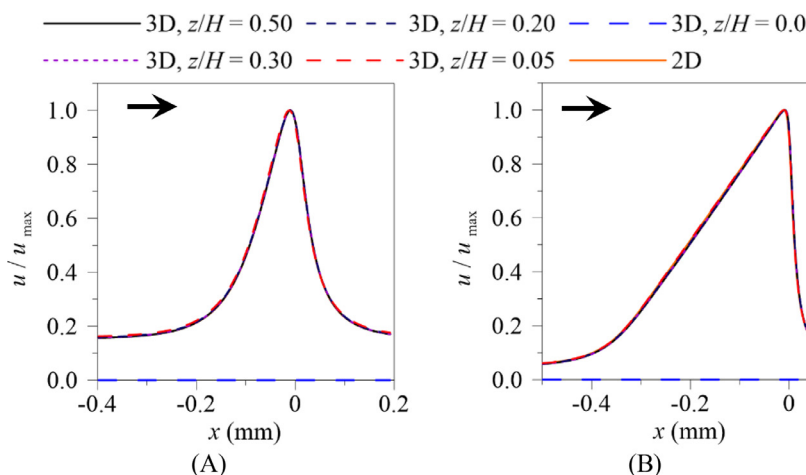 3D, z/H = 0.50 3D, z/H = 0.20 3D, z/H = 0.0
3D, z/H = 0.30 3D, z/H = 0.05 2D
1.0 1.0
0.8 0.8
u / u max u / u max
0.6 0.6
0.4 0.4
0.2 0.2
0.0 0.0
-0.4 -0.2 0 0.2 -0.4 -0.2 0
x (mm) x (mm)
(A) (B)